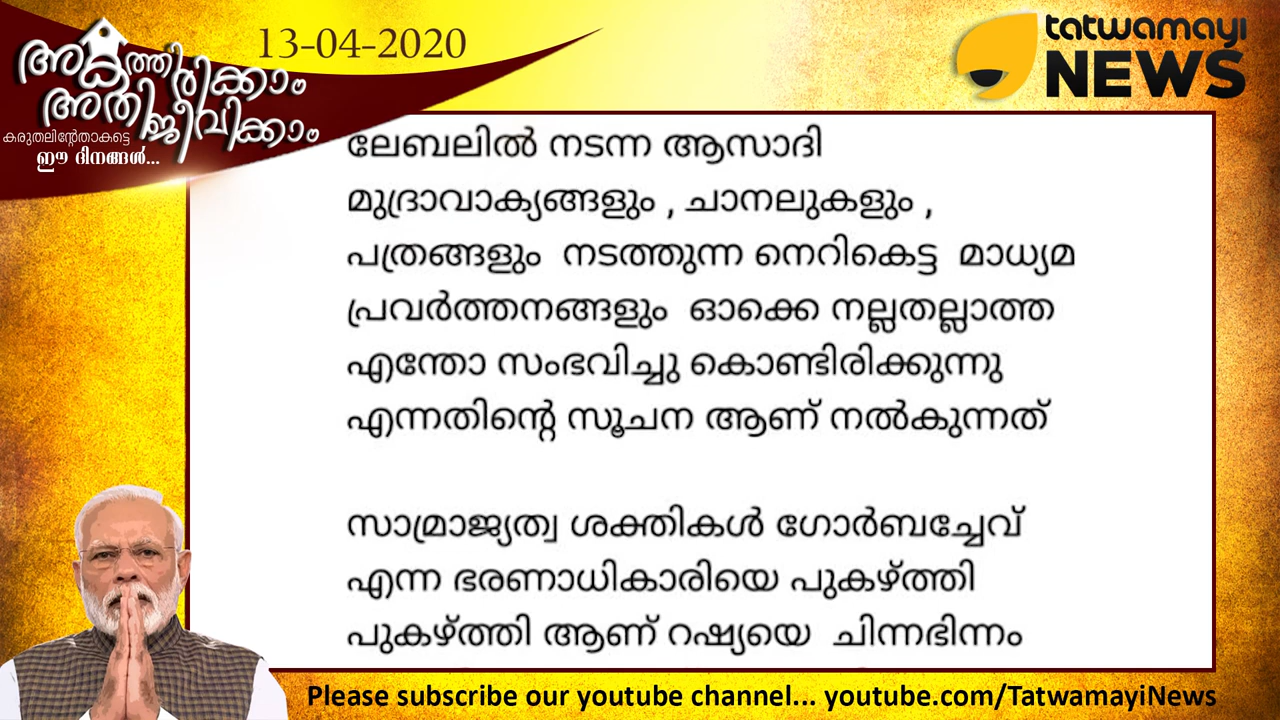 അകത്തിരിക്കാം
അതിജീവിക്കാം
കരുതലിന്റേതാകട്ടെ
ഈ ദിനങ്ങൾ...
13-04-2020
tatwamayi
NEWS
ലേബലിൽ നടന്ന ആസാദി
മുദ്രാവാക്യങ്ങളും , ചാനലുകളും ,
പത്രങ്ങളും നടത്തുന്ന നെറികെട്ട മാധ്യമ
പ്രവർത്തനങ്ങളും ഓക്കെ നല്ലതല്ലാത്ത
എന്തോ സംഭവിച്ചു കൊണ്ടിരിക്കുന്നു
എന്നതിന്റെ സൂചന ആണ് നൽകുന്നത്
സാമ്രാജ്യത്വ ശക്തികൾ ഗോർബച്ചേവ്
എന്ന ഭരണാധികാരിയെ പുകഴ്ത്തി
പുകഴ്ത്തി ആണ് റഷ്യയെ ചിന്നഭിന്നം
Please subscribe our youtube channel... youtube.com/TatwamayiNews